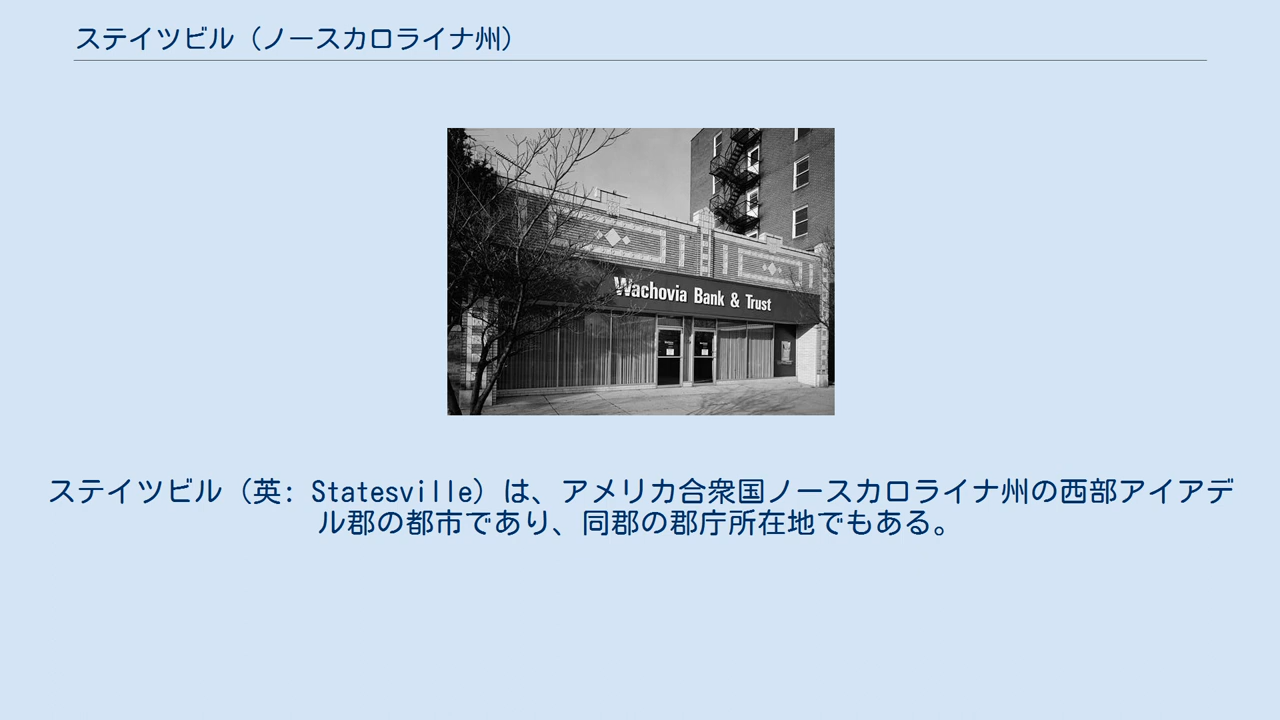 ステイツビル（ノースカロライナ州）
Wachovia Bank & Trust
ステイツビル（英: Statesville）は、アメリカ合衆国ノースカロライナ州の西部アイアデ
ル郡の都市であり、同郡の郡庁所在地でもある。